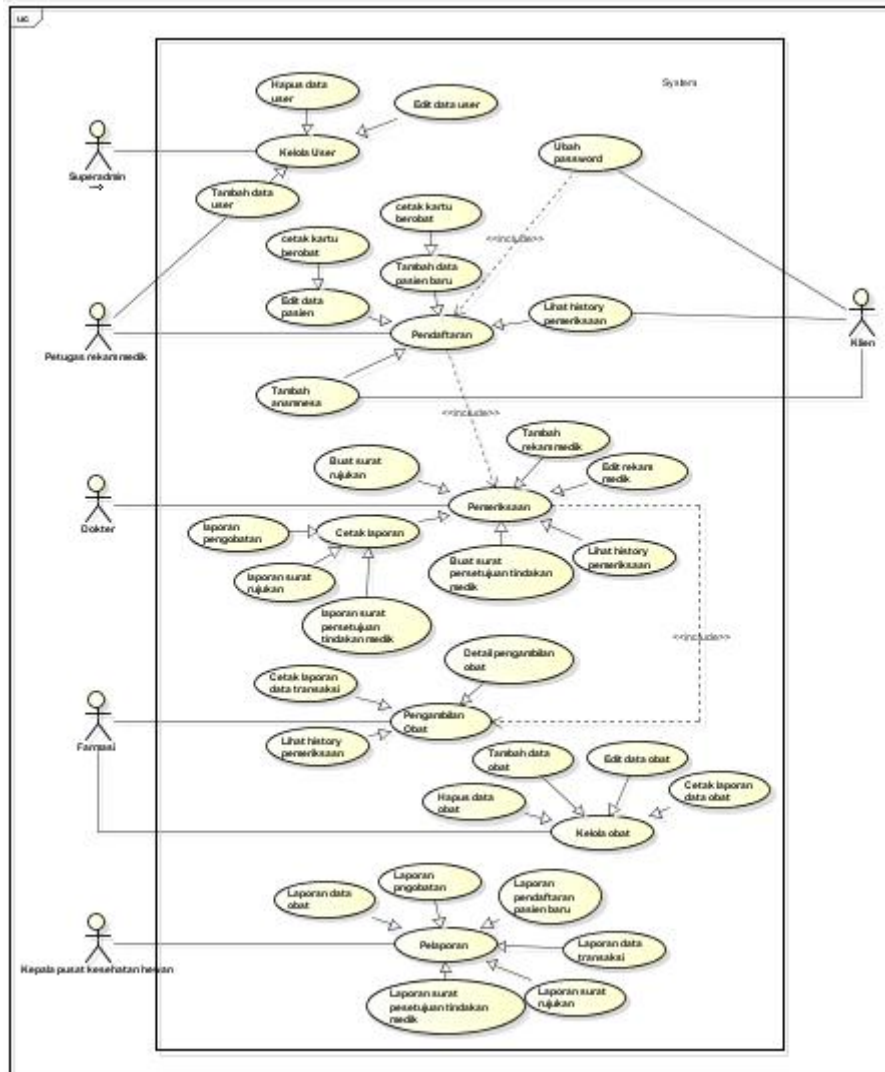 uc
System
Hapus data
user
Edit data user
Kelola User
Ubah
password
Superadmin
Tambah data
user
cetak kartu
berobat
cetak kartu
berobat
<<include>>
Tambah data
pasien baru
Edit data
pasien
Lihat history
pemeriksaan
Pendaftaran
Petugas rekam medik
Klien
Tambah
anamnesa
<<include>>
Tambah
rekam medik
Buat surat
rujukan
Edit rekam
medik
Pemeriksaan
Dokter
laporan
pengobatan
Cetak laporan
Lihat history
pemeriksaan
Buat surat
persetujuan tindakan
medik
laporan surat
rujukan
laporan surat
persetujuan
tindakan medik
<<include>>
Detail pengambilan
obat
Cetak laporan
data transaksi
Pengambilan
Obat
Farmasi
Lihat history
pemeriksaan
Tambah data
obat
Edit data obat
Cetak laporan
data obat
Hapus data
obat
Kelola obat
Laporan
pngobatan
Laporan data
obat
Laporan
pendaftaran
pasien baru
Pelaporan
Laporan data
transaksi
Kepala pusat kesehatan hewan
Laporan surat
pesetujuan tindakan
medik
Laporan surat
rujukan